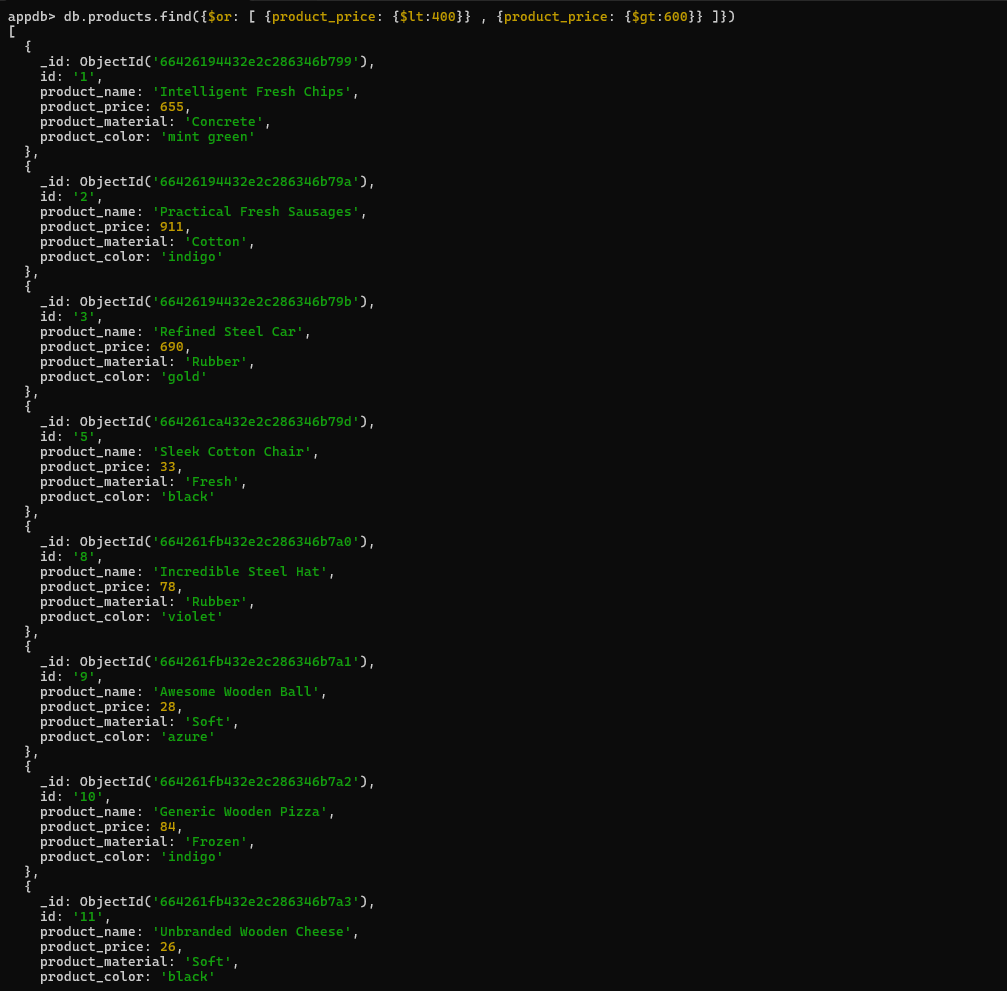 appdb> db.products.find({$or: [ {product_price: {$lt:400}} , {product_price: {$gt:600}} ]})
[
  {
    _id: ObjectId('66426194432e2c286346b799'),
    id: '1',
    product_name: 'Intelligent Fresh Chips',
    product_price: 655,
    product_material: 'Concrete',
    product_color: 'mint green'
  },
  {
    _id: ObjectId('66426194432e2c286346b79a'),
    id: '2',
    product_name: 'Practical Fresh Sausages',
    product_price: 911,
    product_material: 'Cotton',
    product_color: 'indigo'
  },
  {
    _id: ObjectId('66426194432e2c286346b79b'),
    id: '3',
    product_name: 'Refined Steel Car',
    product_price: 690,
    product_material: 'Rubber',
    product_color: 'gold'
  },
  {
    _id: ObjectId('664261ca432e2c286346b79d'),
    id: '5',
    product_name: 'Sleek Cotton Chair',
    product_price: 33,
    product_material: 'Fresh',
    product_color: 'black'
  },
  {
    _id: ObjectId('664261fb432e2c286346b7a0'),
    id: '8',
    product_name: 'Incredible Steel Hat',
    product_price: 78,
    product_material: 'Rubber',
    product_color: 'violet'
  },
  {
    _id: ObjectId('664261fb432e2c286346b7a1'),
    id: '9',
    product_name: 'Awesome Wooden Ball',
    product_price: 28,
    product_material: 'Soft',
    product_color: 'azure'
  },
  {
    _id: ObjectId('664261fb432e2c286346b7a2'),
    id: '10',
    product_name: 'Generic Wooden Pizza',
    product_price: 84,
    product_material: 'Frozen',
    product_color: 'indigo'
  },
  {
    _id: ObjectId('664261fb432e2c286346b7a3'),
    id: '11',
    product_name: 'Unbranded Wooden Cheese',
    product_price: 26,
    product_material: 'Soft',
    product_color: 'black'